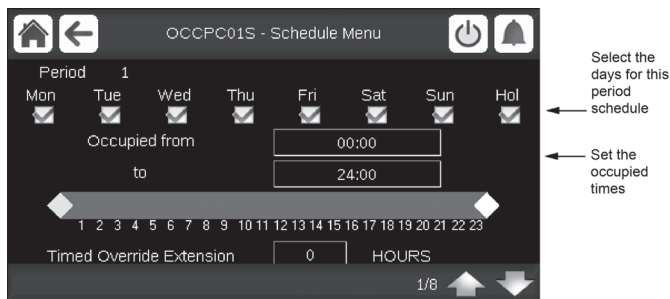 OCCPC01S - Schedule Menu
Period 1
Mon Tue Wed Thu Fri Sat Sun Hol
Select the
days for this
period
schedule
Occupied from 00:00
to 24:00
Set the
occupied
times
1 2 3 4 5 6 7 8 9 10 11 12 13 14 15 16 17 18 19 20 21 22 23
Timed Override Extension 0 HOURS
1/8